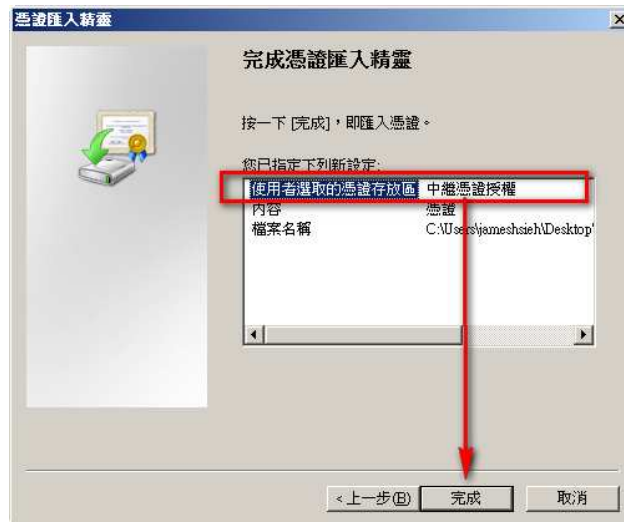 憑證匯入精靈
完成憑證匯入精靈
按一下 [完成]，即匯入憑證。
您已指定下列新設定:
使用者選取的憑證存放區 中繼憑證授權
內容 憑證
檔案名稱 C:\Users\jameshsieh\Desktop\
<上一步(B) 完成 取消